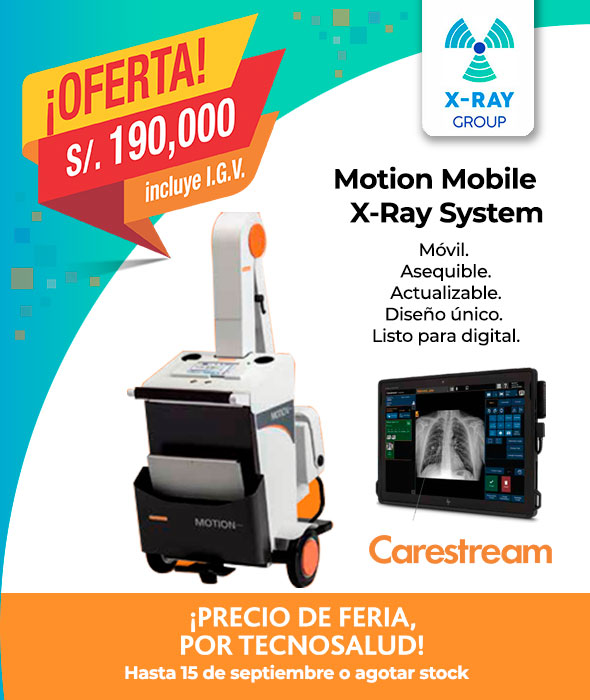 ¡OFERTA!
S/. 190,000
incluye I.G.V.
X-RAY
GROUP
Motion Mobile
X-Ray System
Móvil.
Asequible.
Actualizable.
Diseño único.
Listo para digital.
MOTION
MOTION
Carestream
¡PRECIO DE FERIA,
POR TECNOSALUD!
Hasta 15 de septiembre o agotar stock